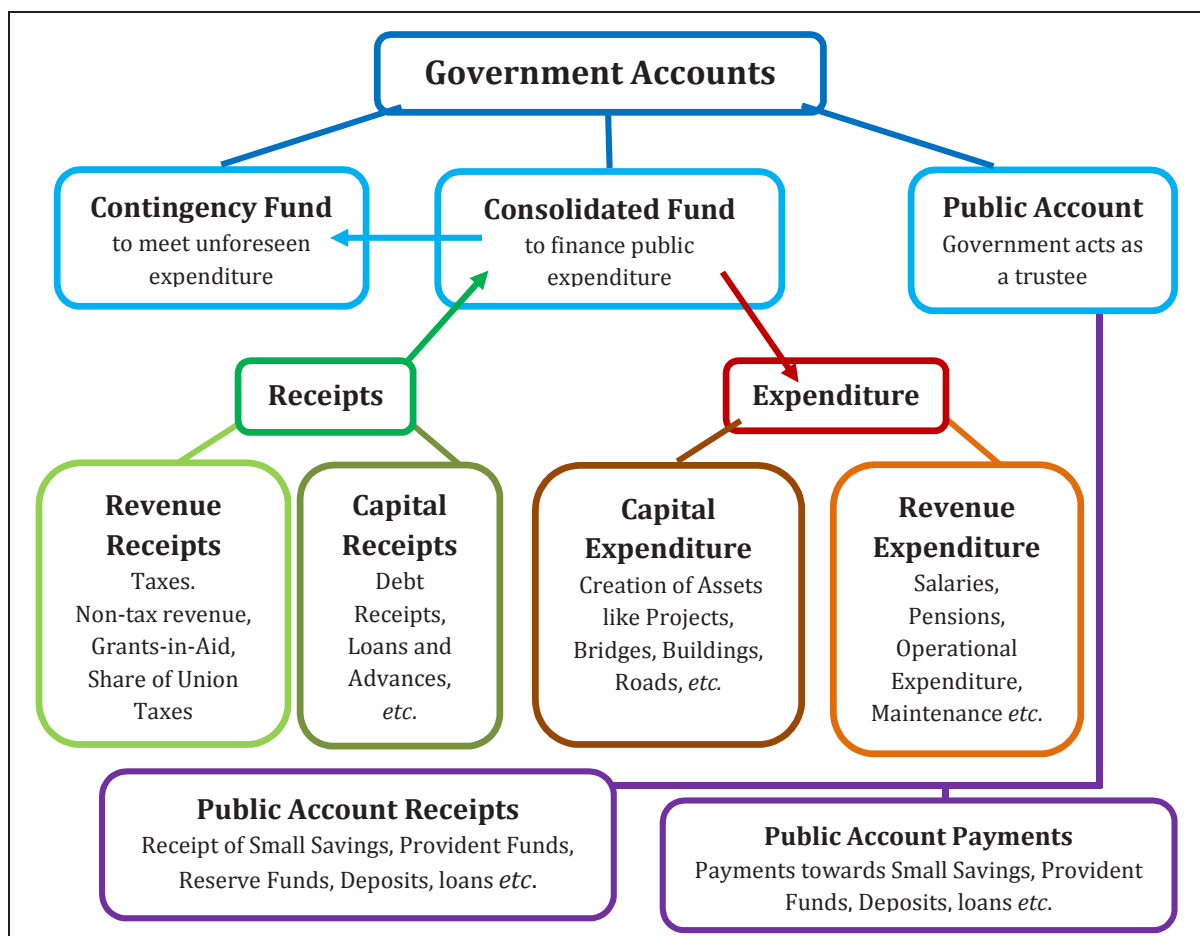 Government Accounts
Contingency Fund
to meet unforeseen
expenditure
Consolidated Fund
to finance public
expenditure
Public Account
Government acts as
a trustee
Receipts
Expenditure
Revenue
Receipts
Taxes.
Non-tax revenue,
Grants-in-Aid,
Share of Union
Taxes
Capital
Receipts
Debt
Receipts,
Loans and
Advances,
etc.
Capital
Expenditure
Creation of Assets
like Projects,
Bridges, Buildings,
Roads, etc.
Revenue
Expenditure
Salaries,
Pensions,
Operational
Expenditure,
Maintenance etc.
Public Account Receipts
Receipt of Small Savings, Provident Funds,
Reserve Funds, Deposits, loans etc.
Public Account Payments
Payments towards Small Savings, Provident
Funds, Deposits, loans etc.